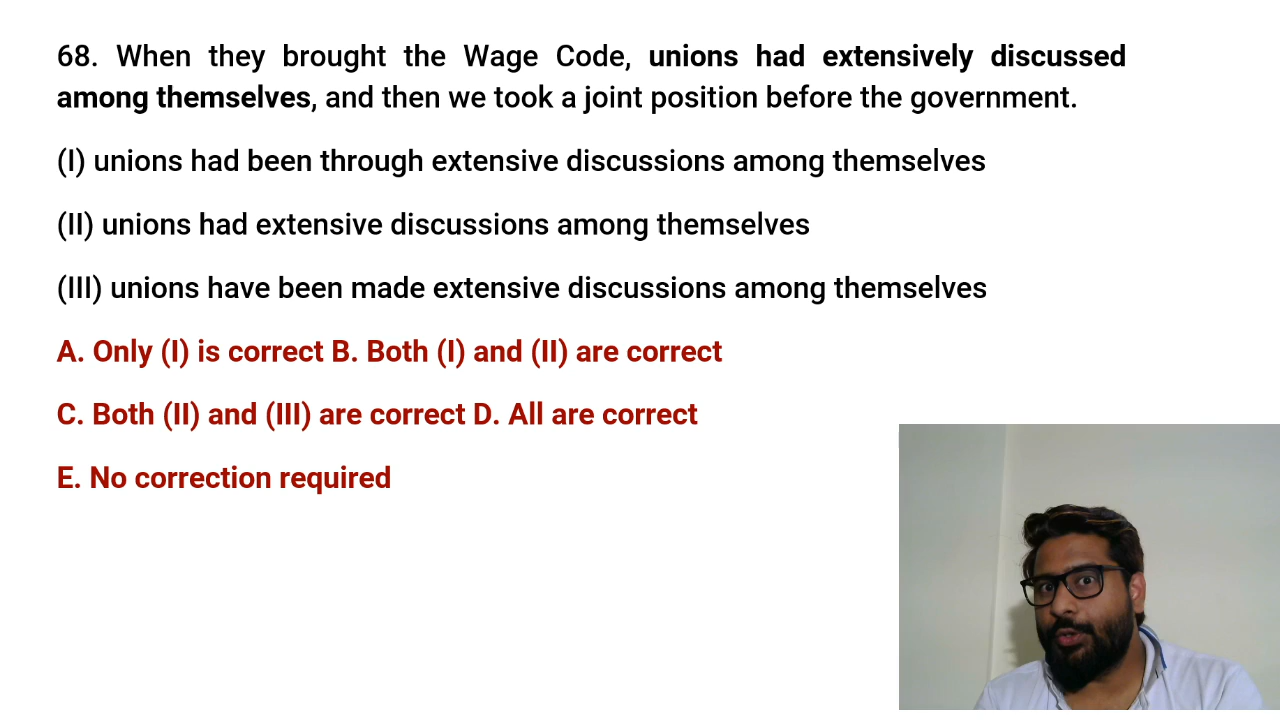 68. When they brought the Wage Code, unions had extensively discussed
among themselves, and then we took a joint position before the government.
(I) unions had been through extensive discussions among themselves
(II) unions had extensive discussions among themselves
(III) unions have been made extensive discussions among themselves
A. Only (I) is correct B. Both (I) and (II) are correct
C. Both (II) and (III) are correct D. All are correct
E. No correction required